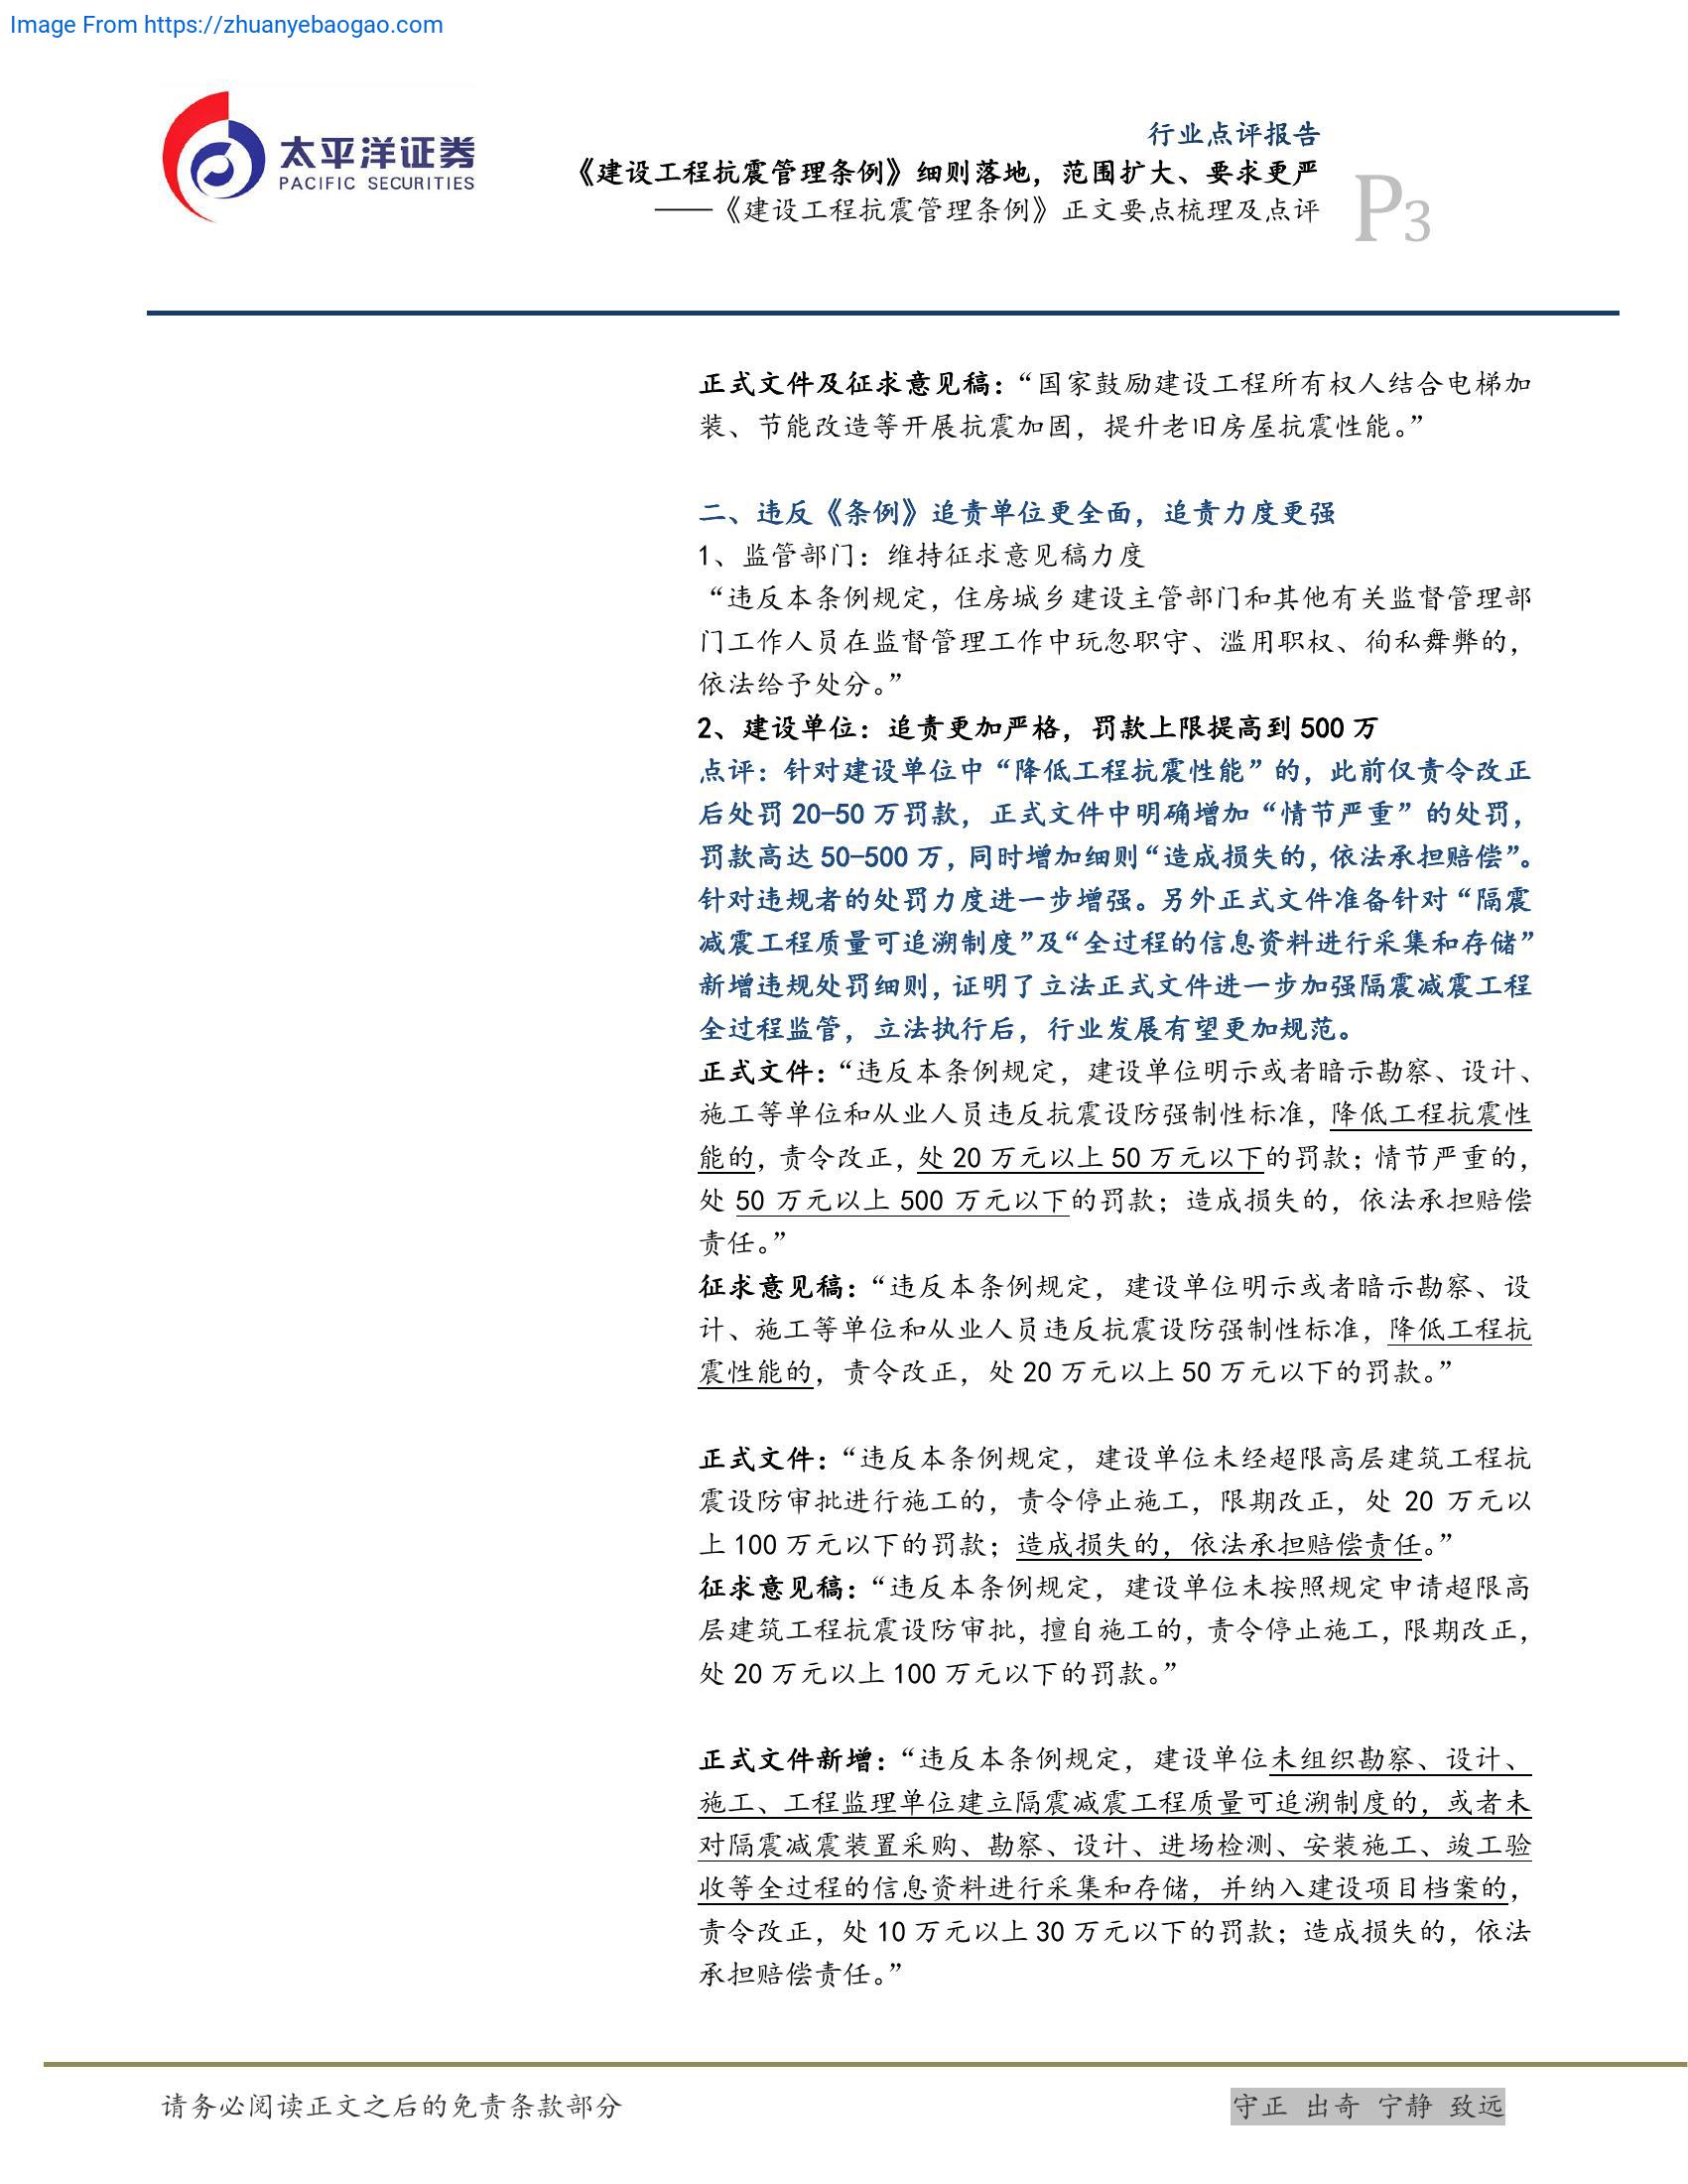 Image From https://zhuanyebaogao.com
太平洋证券
PACIFIC SECURITIES
行业点评报告
《建设工程抗震管理条例》细则落地，范围扩大、要求更严
——《建设工程抗震管理条例》正文要点梳理及点评
P3
正式文件及征求意见稿：“国家鼓励建设工程所有权人结合电梯加
装、节能改造等开展抗震加固，提升老旧房屋抗震性能。”
二、违反《条例》追责单位更全面，追责力度更强
1、监管部门：维持征求意见稿力度
“违反本条例规定，住房城乡建设主管部门和其他有关监督管理部
门工作人员在监督管理工作中玩忽职守、滥用职权、徇私舞弊的，
依法给予处分。”
2、建设单位：追责更加严格，罚款上限提高到 500 万
点评：针对建设单位中“降低工程抗震性能”的，此前仅责令改正
后处罚 20-50 万罚款，正式文件中明确增加“情节严重”的处罚，
罚款高达 50-500 万，同时增加细则“造成损失的，依法承担赔偿”。
针对违规者的处罚力度进一步增强。另外正式文件准备针对“隔震
减震工程质量可追溯制度”及“全过程的信息资料进行采集和存储”
新增违规处罚细则，证明了立法正式文件进一步加强隔震减震工程
全过程监管，立法执行后，行业发展有望更加规范。
正式文件：“违反本条例规定，建设单位明示或者暗示勘察、设计、
施工等单位和从业人员违反抗震设防强制性标准，降低工程抗震性
能的，责令改正，处 20 万元以上 50 万元以下的罚款；情节严重的，
处 50 万元以上 500 万元以下的罚款；造成损失的，依法承担赔偿
责任。”
征求意见稿：“违反本条例规定，建设单位明示或者暗示勘察、设
计、施工等单位和从业人员违反抗震设防强制性标准，降低工程抗
震性能的，责令改正，处 20 万元以上 50 万元以下的罚款。”
正式文件：“违反本条例规定，建设单位未经超限高层建筑工程抗
震设防审批进行施工的，责令停止施工，限期改正，处 20 万元以
上 100 万元以下的罚款；造成损失的，依法承担赔偿责任。”
征求意见稿：“违反本条例规定，建设单位未按照规定申请超限高
层建筑工程抗震设防审批，擅自施工的，责令停止施工，限期改正，
处 20 万元以上 100 万元以下的罚款。”
正式文件新增：“违反本条例规定，建设单位未组织勘察、设计、
施工、工程监理单位建立隔震减震工程质量可追溯制度的，或者未
对隔震减震装置采购、勘察、设计、进场检测、安装施工、竣工验
收等全过程的信息资料进行采集和存储，并纳入建设项目档案的，
责令改正，处 10 万元以上 30 万元以下的罚款；造成损失的，依法
承担赔偿责任。”
请务必阅读正文之后的免责条款部分
守正 出奇 宁静 致远